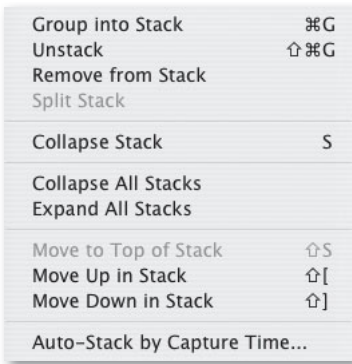 Group into Stack ⌘G
Unstack ⇧⌘G
Remove from Stack
Split Stack
Collapse Stack S
Collapse All Stacks
Expand All Stacks
Move to Top of Stack ⇧S
Move Up in Stack ⇧[
Move Down in Stack ⇧]
Auto-Stack by Capture Time...